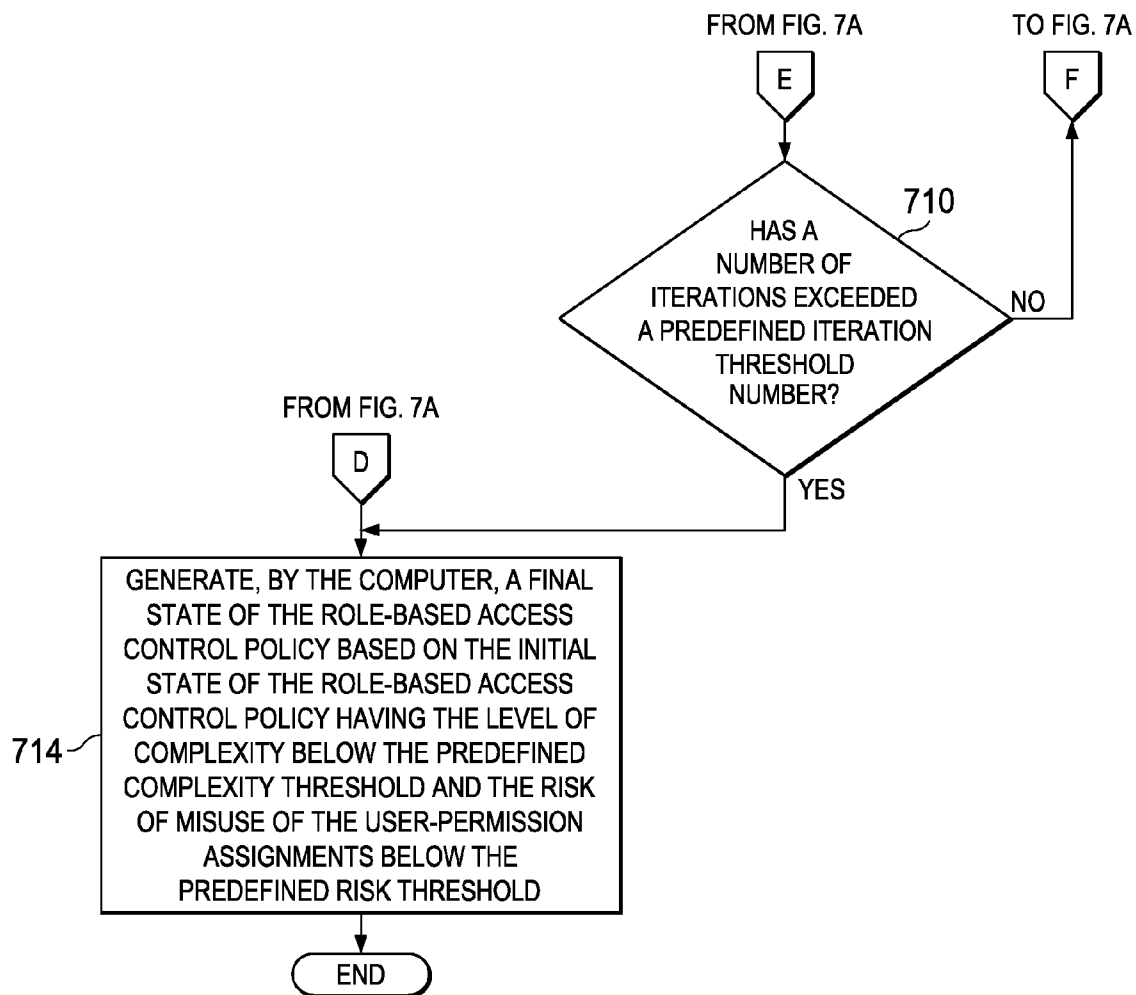 FROM FIG. 7A
TO FIG. 7A
E
F
710
HAS A
NUMBER OF
ITERATIONS EXCEEDED
A PREDEFINED ITERATION
THRESHOLD
NUMBER?
NO
YES
FROM FIG. 7A
D
GENERATE, BY THE COMPUTER, A FINAL
STATE OF THE ROLE-BASED ACCESS
CONTROL POLICY BASED ON THE INITIAL
STATE OF THE ROLE-BASED ACCESS
CONTROL POLICY HAVING THE LEVEL OF
COMPLEXITY BELOW THE PREDEFINED
COMPLEXITY THRESHOLD AND THE RISK
OF MISUSE OF THE USER-PERMISSION
ASSIGNMENTS BELOW THE
PREDEFINED RISK THRESHOLD
714
END